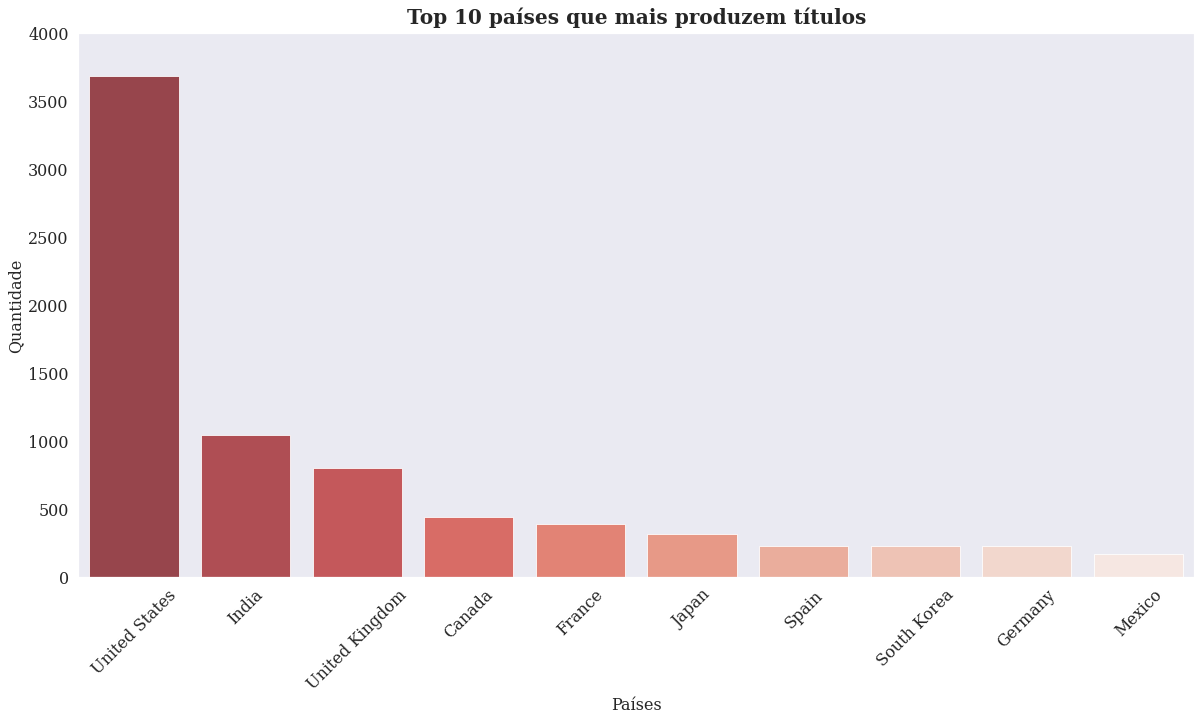 Top 10 países que mais produzem títulos
4000
3500
3000
2500
2000
1500
1000
500
0
Quantidade
United States
India
United Kingdom
Canada
France
Japan
Spain
South Korea
Germany
Mexico
Países